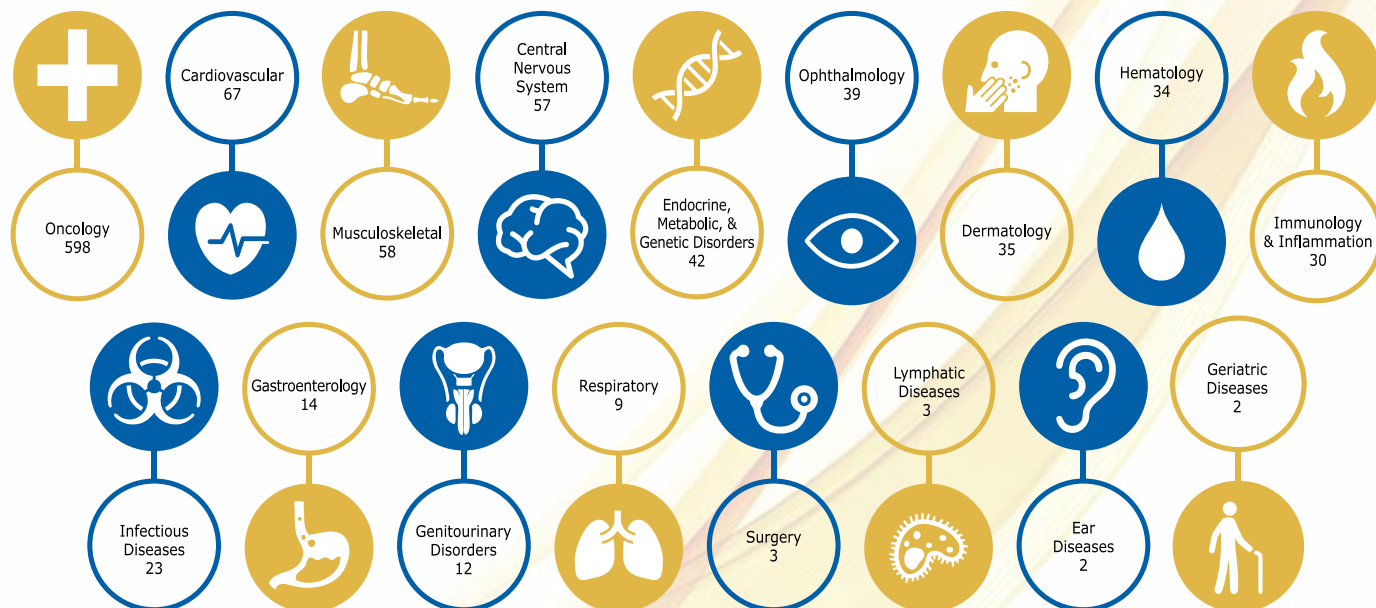 Oncology
598
Cardiovascular
67
Musculoskeletal
58
Central
Nervous
System
57
Endocrine,
Metabolic, &
Genetic Disorders
42
Ophthalmology
39
Dermatology
35
Hematology
34
Immunology
& Inflammation
30
Infectious
Diseases
23
Gastroenterology
14
Genitourinary
Disorders
12
Respiratory
9
Surgery
3
Lymphatic
Diseases
3
Ear
Diseases
2
Geriatric
Diseases
2